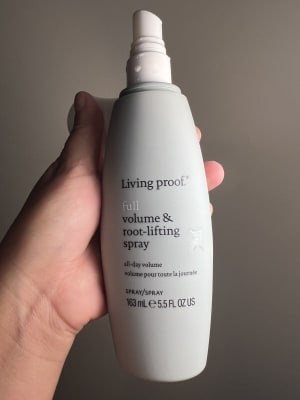 Living proof.®
full
volume &
root-lifting
spray
all-day volume
volume pour toute la journée
SPRAY/SPRAY
163 mL ℮ 5.5 FL OZ US